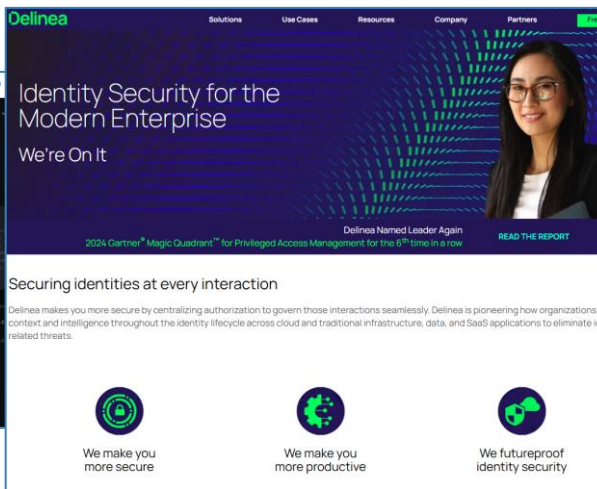 Delinea
Solutions Use Cases Resources Company Partners
Identity Security for the
Modern Enterprise
We're On It
Delinea Named Leader Again
2024 Gartner® Magic Quadrant™ for Privileged Access Management for the 6th time in a row
READ THE REPORT
Securing identities at every interaction
Delinea makes you more secure by centralizing authorization to govern those interactions seamlessly. Delinea is pioneering how organizations
context and intelligence throughout the identity lifecycle across cloud and traditional infrastructure, data, and SaaS applications to eliminate
related threats.
We make you
more secure
We make you
more productive
We futureproof
identity security